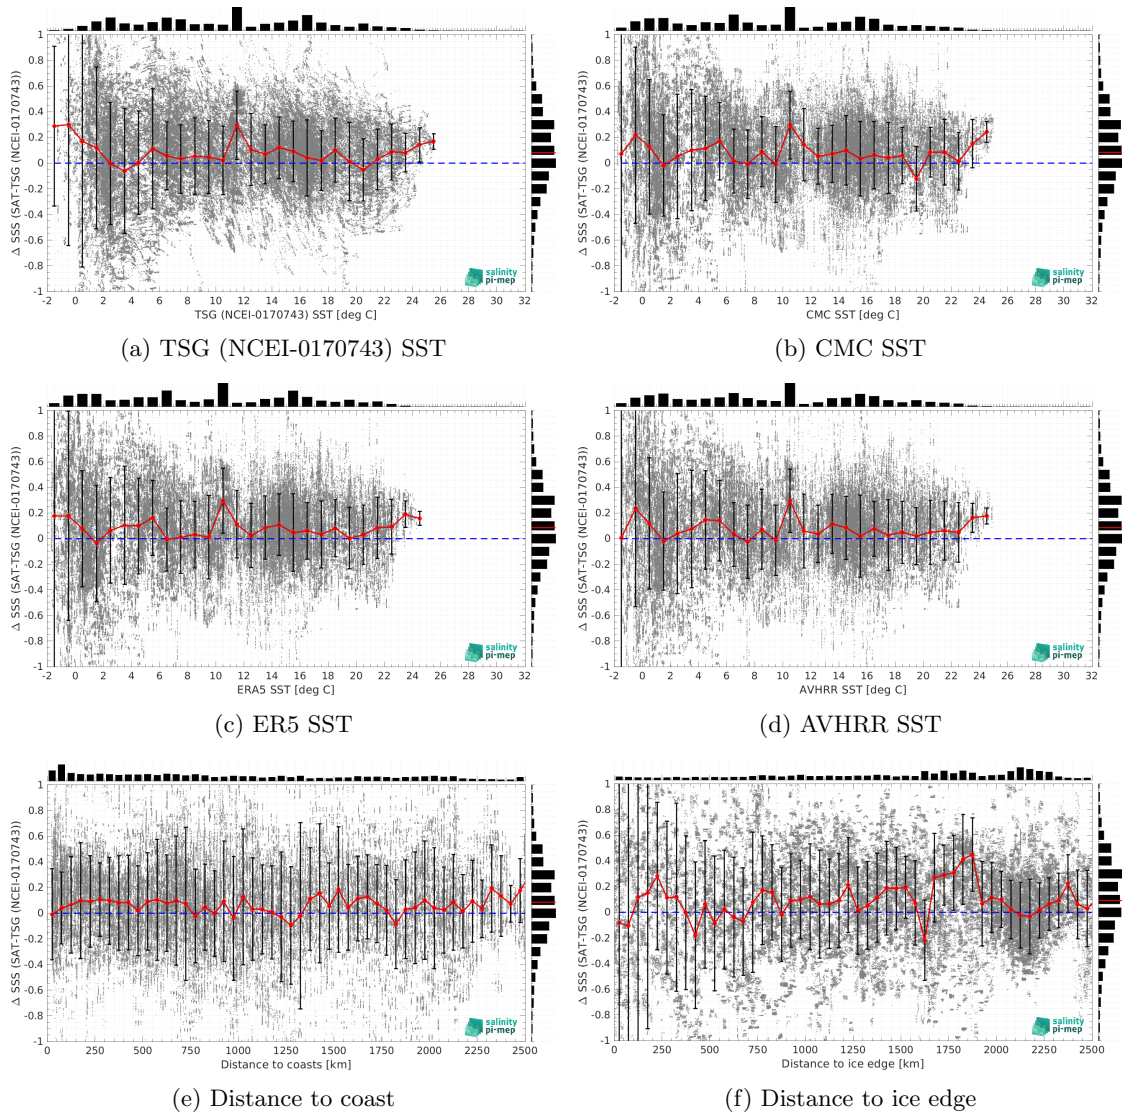 Δ SSS (SAT-TSG (NCEI-0170743))
1
0.8
0.6
0.4
0.2
0
-0.2
-0.4
-0.6
-0.8
-1
salinity
pi-mep
-2 0 2 4 6 8 10 12 14 16 18 20 22 24 26 28 30 32
TSG (NCEI-0170743) SST [deg C]
(a) TSG (NCEI-0170743) SST
Δ SSS (SAT-TSG (NCEI-0170743))
1
0.8
0.6
0.4
0.2
0
-0.2
-0.4
-0.6
-0.8
-1
salinity
pi-mep
-2 0 2 4 6 8 10 12 14 16 18 20 22 24 26 28 30 32
CMC SST [deg C]
(b) CMC SST
Δ SSS (SAT-TSG (NCEI-0170743))
1
0.8
0.6
0.4
0.2
0
-0.2
-0.4
-0.6
-0.8
-1
salinity
pi-mep
-2 0 2 4 6 8 10 12 14 16 18 20 22 24 26 28 30 32
ERA5 SST [deg C]
(c) ER5 SST
Δ SSS (SAT-TSG (NCEI-0170743))
1
0.8
0.6
0.4
0.2
0
-0.2
-0.4
-0.6
-0.8
-1
salinity
pi-mep
-2 0 2 4 6 8 10 12 14 16 18 20 22 24 26 28 30 32
AVHRR SST [deg C]
(d) AVHRR SST
Δ SSS (SAT-TSG (NCEI-0170743))
1
0.8
0.6
0.4
0.2
0
-0.2
-0.4
-0.6
-0.8
-1
salinity
pi-mep
0 250 500 750 1000 1250 1500 1750 2000 2250 2500
Distance to coasts [km]
(e) Distance to coast
Δ SSS (SAT-TSG (NCEI-0170743))
1
0.8
0.6
0.4
0.2
0
-0.2
-0.4
-0.6
-0.8
-1
salinity
pi-mep
0 250 500 750 1000 1250 1500 1750 2000 2250 2500
Distance to ice edge [km]
(f) Distance to ice edge